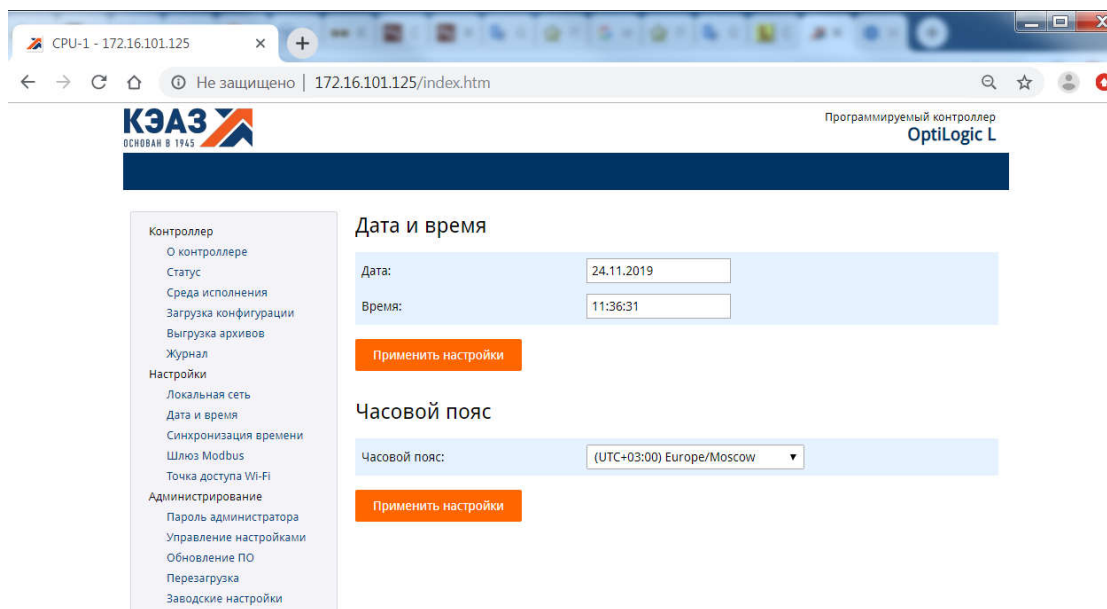 CPU-1 - 172.16.101.125
Не защищено | 172.16.101.125/index.htm
КЭАЗ
ОСНОВАН В 1945
Программируемый контроллер
OptiLogic L
Контроллер
О контроллере
Статус
Среда исполнения
Загрузка конфигурации
Выгрузка архивов
Журнал
Настройки
Локальная сеть
Дата и время
Синхронизация времени
Шлюз Modbus
Точка доступа Wi-Fi
Администрирование
Пароль администратора
Управление настройками
Обновление ПО
Перезагрузка
Заводские настройки
Дата и время
Дата: 24.11.2019
Время: 11:36:31
Применить настройки
Часовой пояс
Часовой пояс: (UTC+03:00) Europe/Moscow
Применить настройки